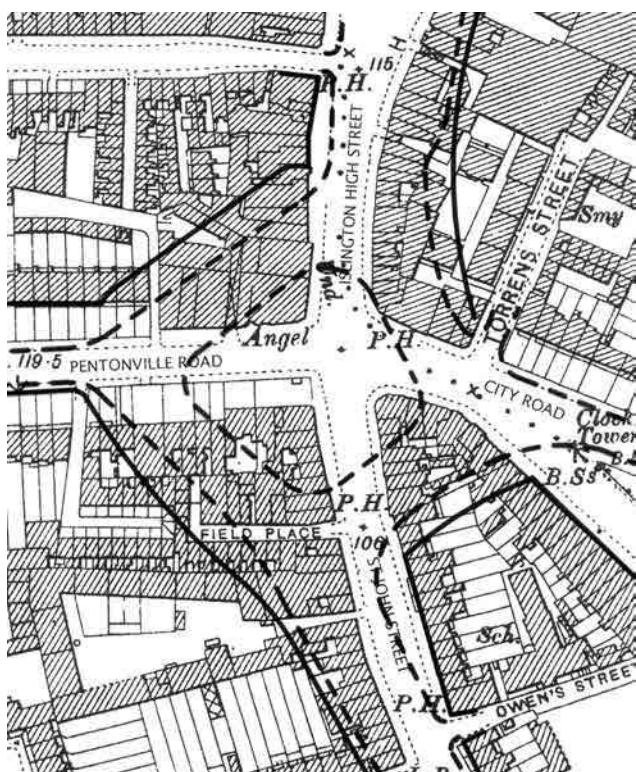 115
H
P.H.
ISLINGTON HIGH STREET
TORRENS STREET
Smy
Angel
P.H
119·5
PENTONVILLE ROAD
CITY ROAD
Clock
Tower
B.Ss
P.H
FIELD PLACE
106
ST JOHN STREET
Sch.
P.H.
OWEN'S STREET